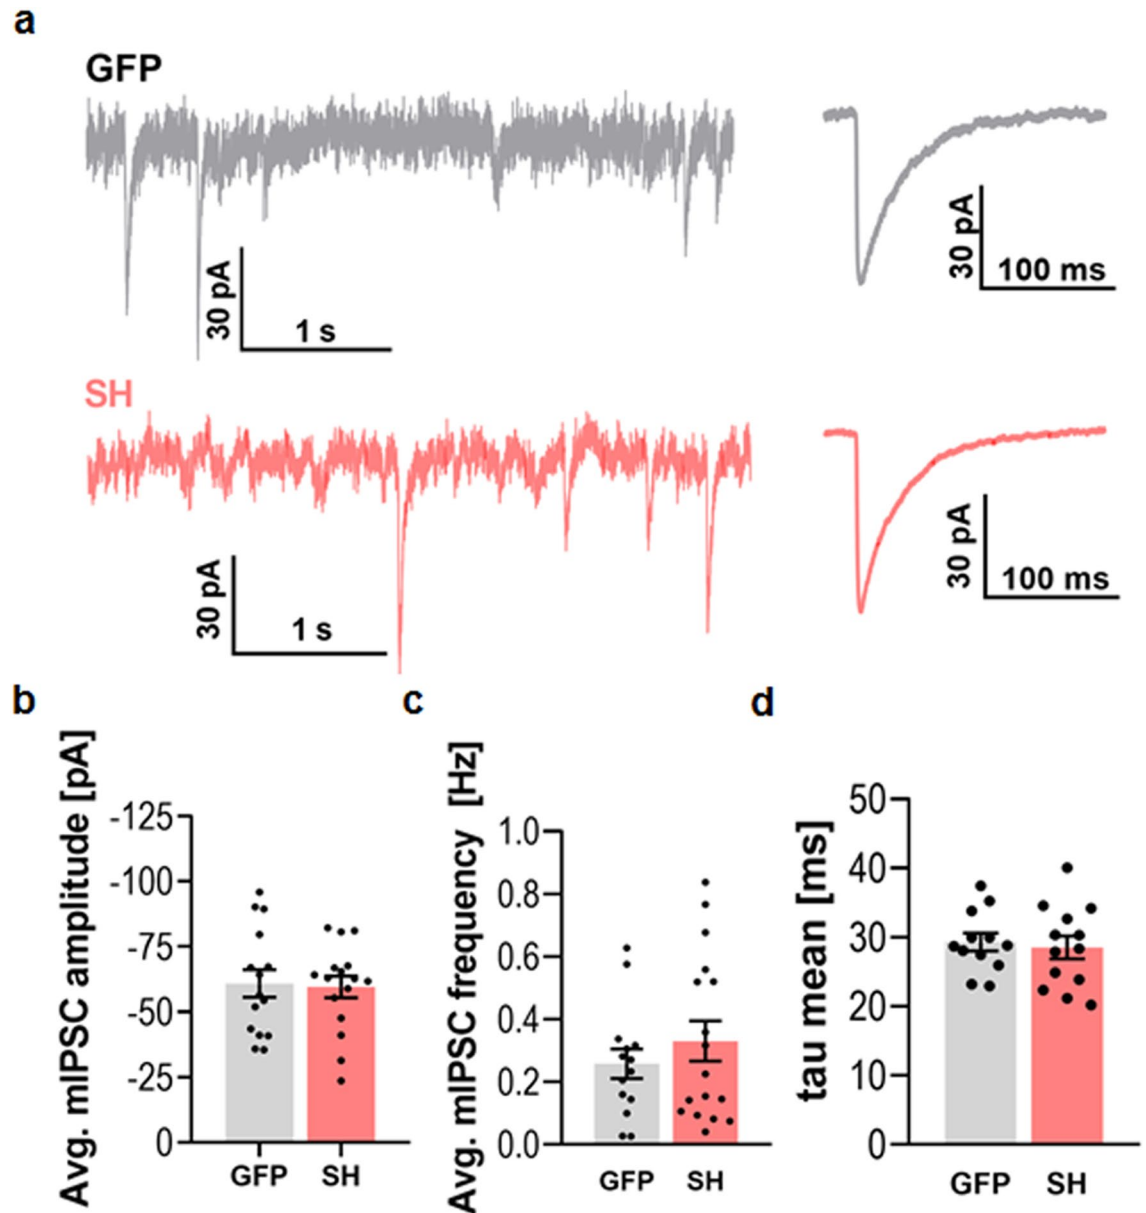 a
GFP
30 pA
1 s
30 pA
100 ms
SH
30 pA
1 s
30 pA
100 ms
b
Avg. mIPSC amplitude [pA]
-125
-100
-75
-50
-25
0
GFP SH
c
Avg. mIPSC frequency [Hz]
1.0
0.8
0.6
0.4
0.2
0.0
GFP SH
d
tau mean [ms]
50
40
30
20
10
0
GFP SH